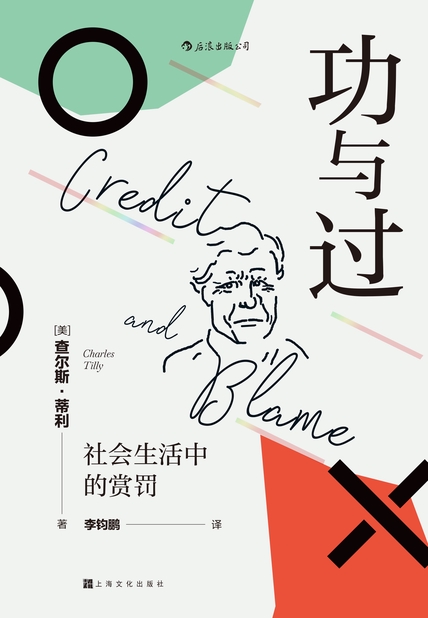 后浪出版公司
功与过
Credit
and
Blame
[美]查尔斯·蒂利
著
Charles
Tilly
社会生活中
的赏罚
李钧鹏
译
上海文化出版社